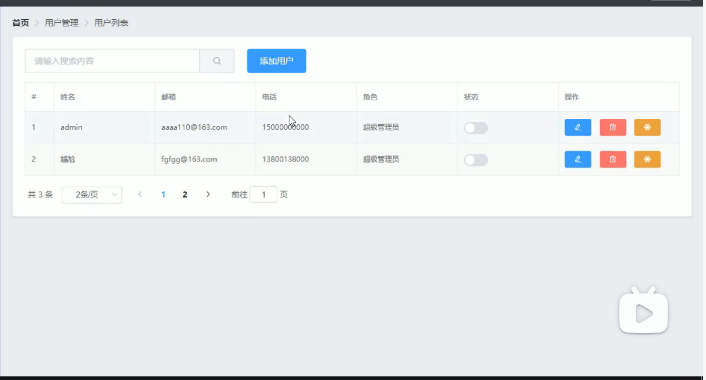 首页 > 用户管理 > 用户列表
请输入搜索内容 添加用户
# 姓名 邮箱 电话 角色 状态 操作
1 admin aaaa110@163.com 15000000000 超级管理员
2 尴尬 fgfgg@163.com 13800138000 超级管理员
共 3 条 2条/页 < 1 2 > 前往 1 页